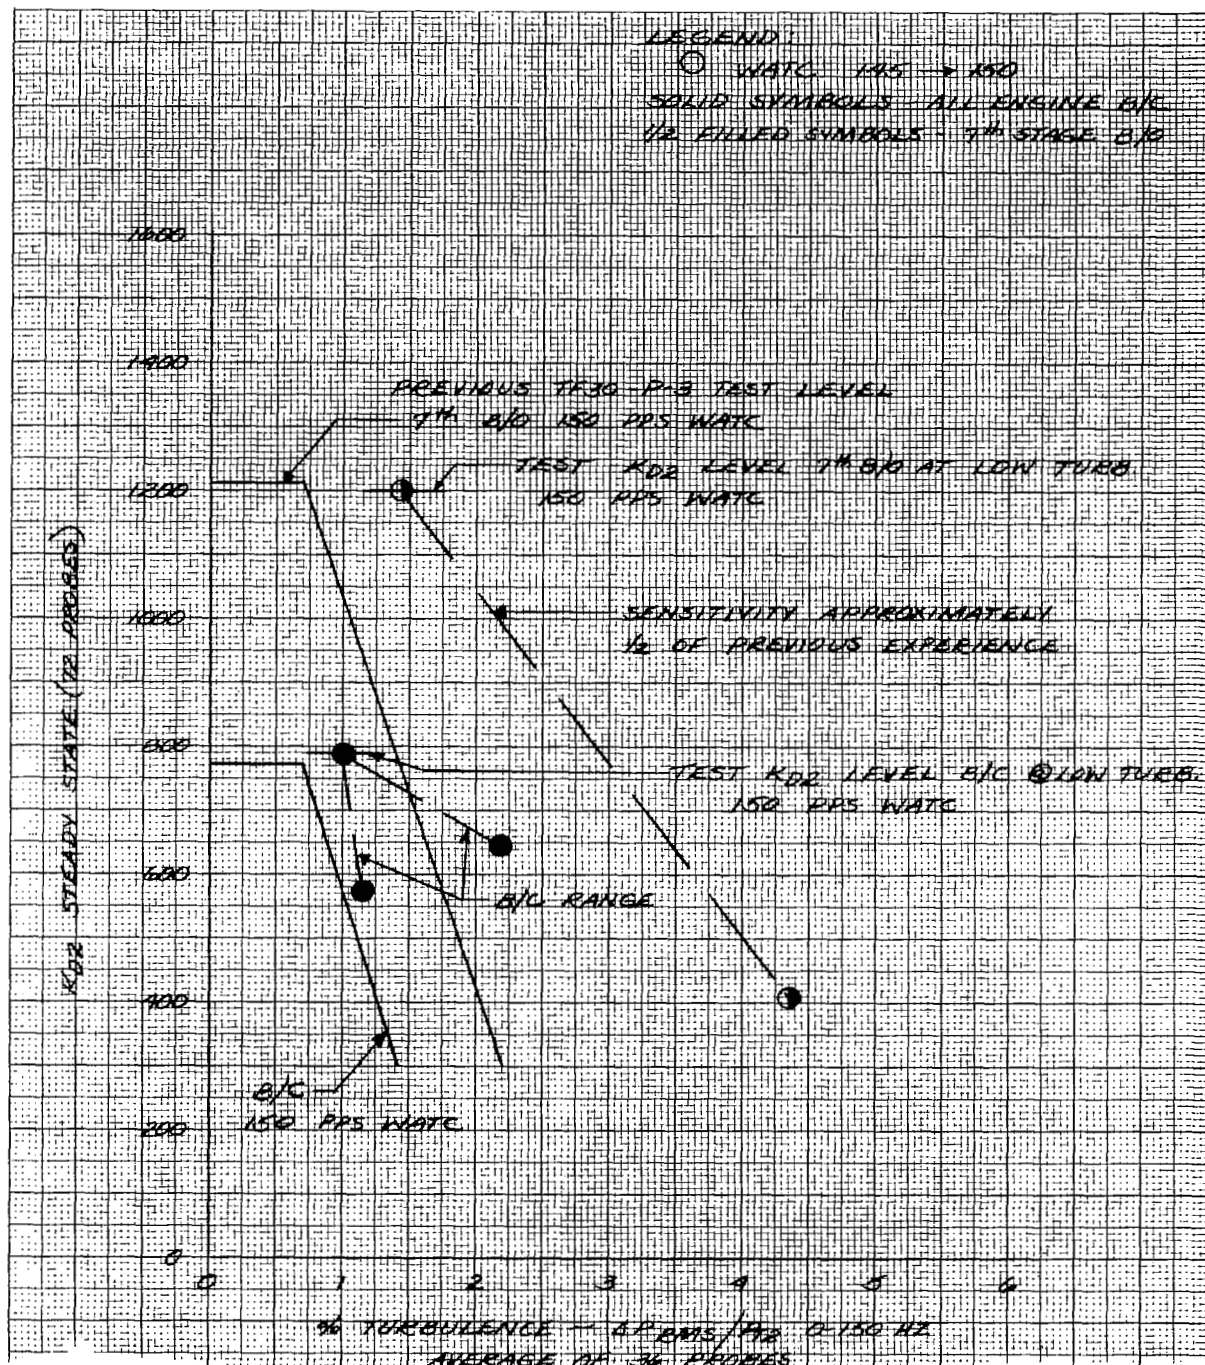 LEGEND:
WATC 145 → 150
SOLID SYMBOLS - ALL ENGINE B/C
1/2 FILLED SYMBOLS - 7th STAGE B/O
1600
1400
PREVIOUS TF30-P-3 TEST LEVEL
7th B/O 150 PPS WATC
TEST KD2 LEVEL 7th B/O AT LOW TURB.
1200
150 PPS WATC
1000
SENSITIVITY APPROXIMATELY
1/2 OF PREVIOUS EXPERIENCE
KD2 STEADY STATE (72 PROBES)
800
TEST KD2 LEVEL B/C @ LOW TURB.
150 PPS WATC
600
B/C RANGE
400
B/C
150 PPS WATC
200
0
0 1 2 3 4 5 6
% TURBULENCE - ΔP RMS/Pt2 0-150 HZ
AVERAGE OF 36 PROBES